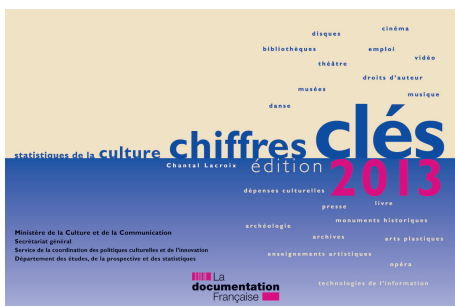 disques
cinéma
bibliothèques
emploi
théâtre
vidéo
droits d'auteur
musées
musique
danse
statistiques de la culture chiffres clés
Chantal Lacroix
édition 2013
dépenses culturelles
presse
livre
archéologie
monuments historiques
archives
arts plastiques
enseignements artistiques
opéra
technologies de l'information
Ministère de la Culture et de la Communication
Secrétariat général
Service de la coordination des politiques culturelles et de l'innovation
Département des études, de la prospective et des statistiques
La
documentation
Française